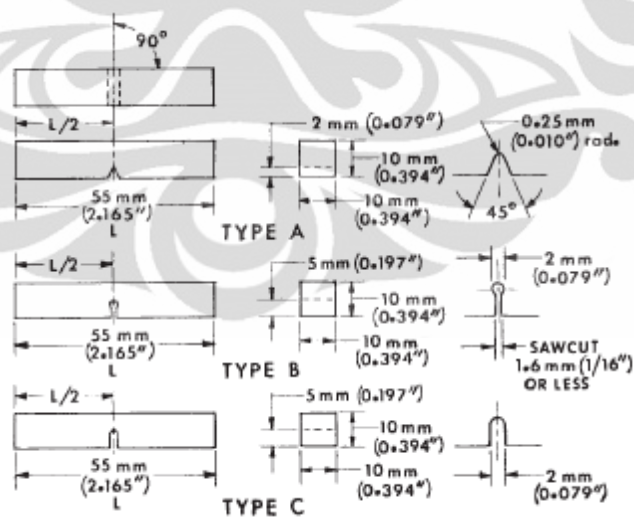 90°
L/2
2 mm (0.079")
0.25 mm
(0.010") rad.
10 mm
(0.394")
55 mm
(2.165")
L
10 mm
(0.394")
45°
TYPE A
L/2
5 mm (0.197")
2 mm
(0.079")
10 mm
(0.394")
55 mm
(2.165")
L
10 mm
(0.394")
SAWCUT
1.6 mm (1/16")
OR LESS
TYPE B
L/2
5 mm (0.197")
10 mm
(0.394")
55 mm
(2.165")
L
10 mm
(0.394")
2 mm
(0.079")
TYPE C